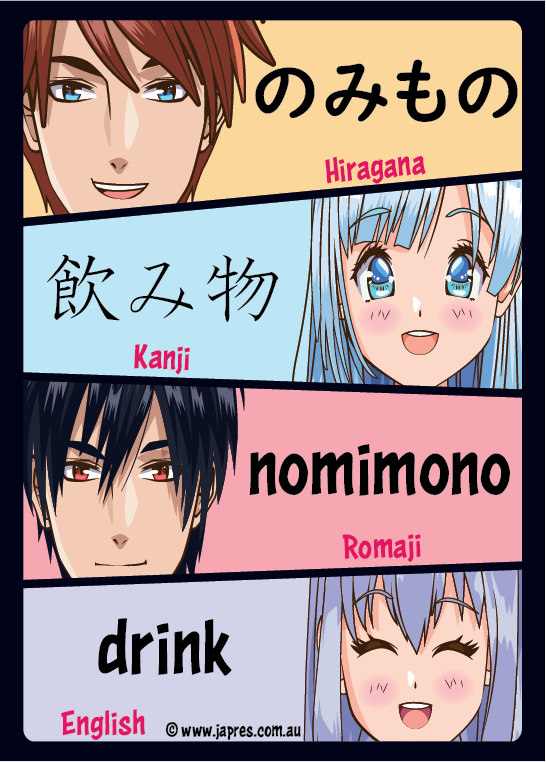 のみもの
Hiragana
飲み物
Kanji
nomimono
Romaji
drink
English
© www.japres.com.au